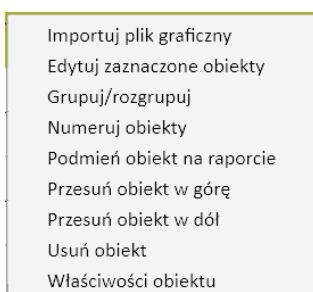 Importuj plik graficzny
Edytuj zaznaczone obiekty
Grupuj/rozgrupuj
Numeruj obiekty
Podmień obiekt na raporcie
Przesuń obiekt w górę
Przesuń obiekt w dół
Usuń obiekt
Właściwości obiektu